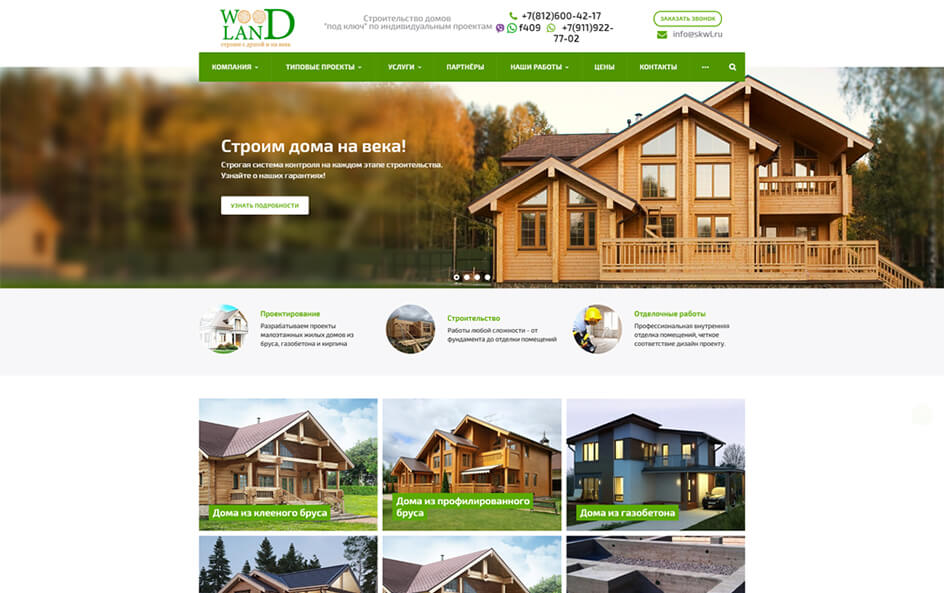 WOOD
LAND
строим с душой и на века
Строительство домов
"под ключ" по индивидуальным проектам
+7(812)600-42-17
f409 +7(911)922-
77-02
ЗАКАЗАТЬ ЗВОНОК
info@skwl.ru
КОМПАНИЯ ТИПОВЫЕ ПРОЕКТЫ УСЛУГИ ПАРТНЁРЫ НАШИ РАБОТЫ ЦЕНЫ КОНТАКТЫ ···
Строим дома на века!
Строгая система контроля на каждом этапе строительства.
Узнайте о наших гарантиях!
УЗНАТЬ ПОДРОБНОСТИ
Проектирование
Разрабатываем проекты
малоэтажных жилых домов из
бруса, газобетона и кирпича
Строительство
Работы любой сложности - от
фундамента до отделки помещений
Отделочные работы
Профессиональная внутренняя
отделка помещений, четкое
соответствие дизайн проекту.
Дома из клееного бруса
Дома из профилированного
бруса
Дома из газобетона